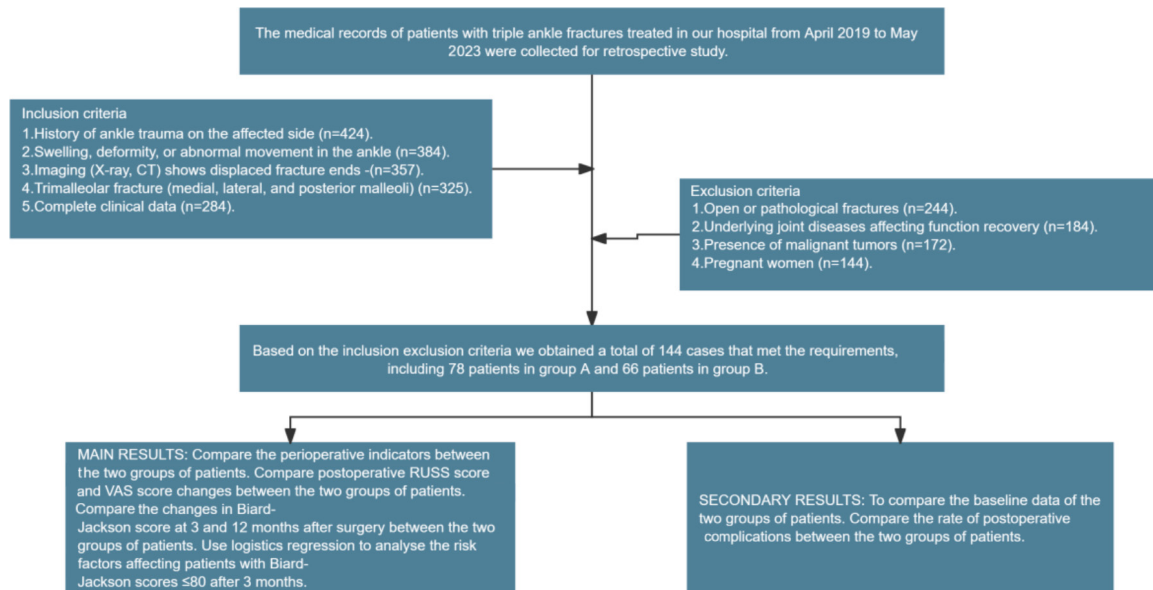 The medical records of patients with triple ankle fractures treated in our hospital from April 2019 to May
2023 were collected for retrospective study.
Inclusion criteria
1.History of ankle trauma on the affected side (n=424).
2.Swelling, deformity, or abnormal movement in the ankle (n=384).
3.Imaging (X-ray, CT) shows displaced fracture ends -(n=357).
4.Trimalleolar fracture (medial, lateral, and posterior malleoli) (n=325).
5.Complete clinical data (n=284).
Exclusion criteria
1.Open or pathological fractures (n=244).
2.Underlying joint diseases affecting function recovery (n=184).
3.Presence of malignant tumors (n=172).
4.Pregnant women (n=144).
Based on the inclusion exclusion criteria we obtained a total of 144 cases that met the requirements,
including 78 patients in group A and 66 patients in group B.
MAIN RESULTS: Compare the perioperative indicators between
the two groups of patients. Compare postoperative RUSS score
and VAS score changes between the two groups of patients.
Compare the changes in Biard-
Jackson score at 3 and 12 months after surgery between the two
groups of patients. Use logistics regression to analyse the risk
factors affecting patients with Biard-
Jackson scores ≤80 after 3 months.
SECONDARY RESULTS: To compare the baseline data of the
two groups of patients. Compare the rate of postoperative
complications between the two groups of patients.